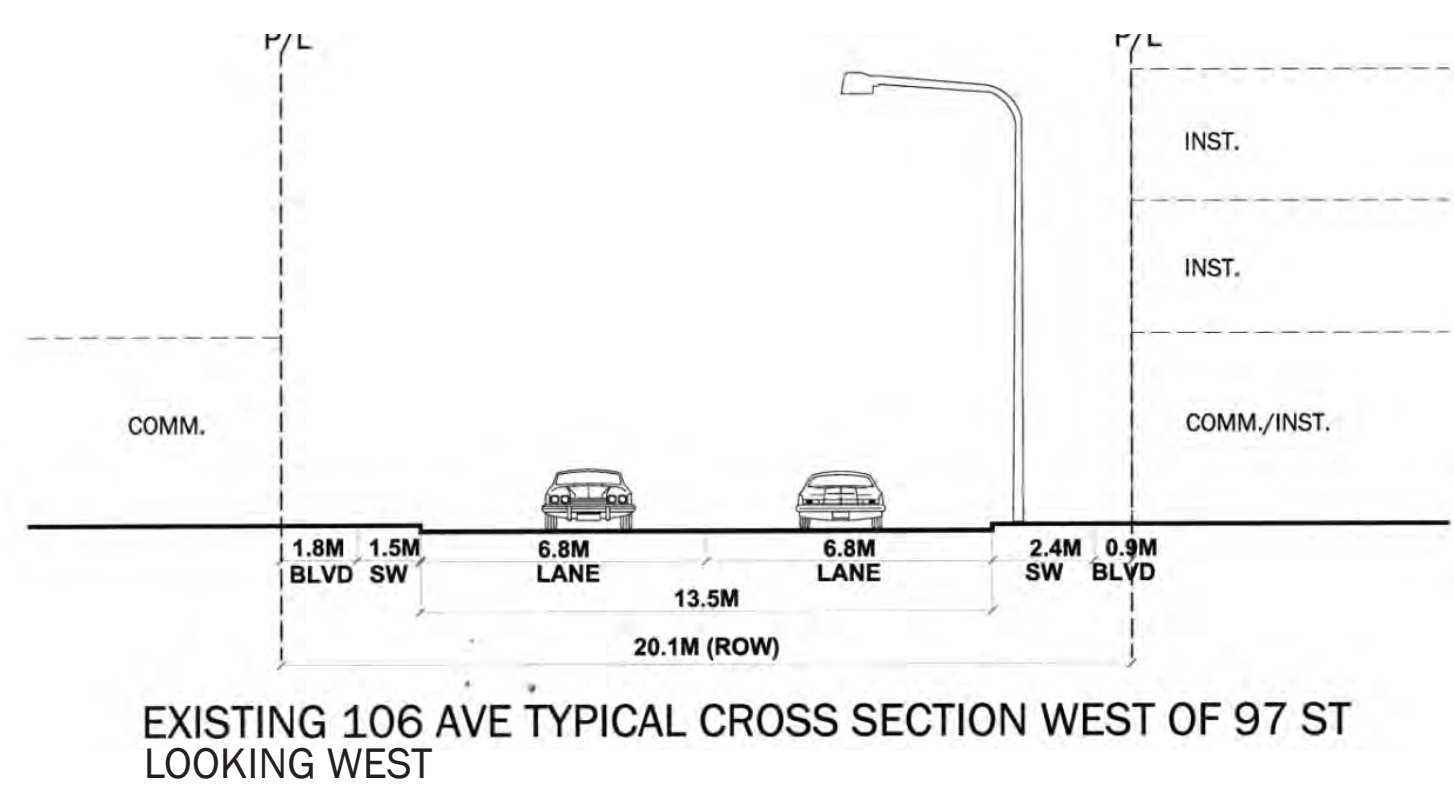 P/L P/L
INST.
INST.
COMM. COMM./INST.
1.8M 1.5M 6.8M 6.8M 2.4M 0.9M
BLVD SW LANE LANE SW BLVD
13.5M
20.1M (ROW)
EXISTING 106 AVE TYPICAL CROSS SECTION WEST OF 97 ST
LOOKING WEST